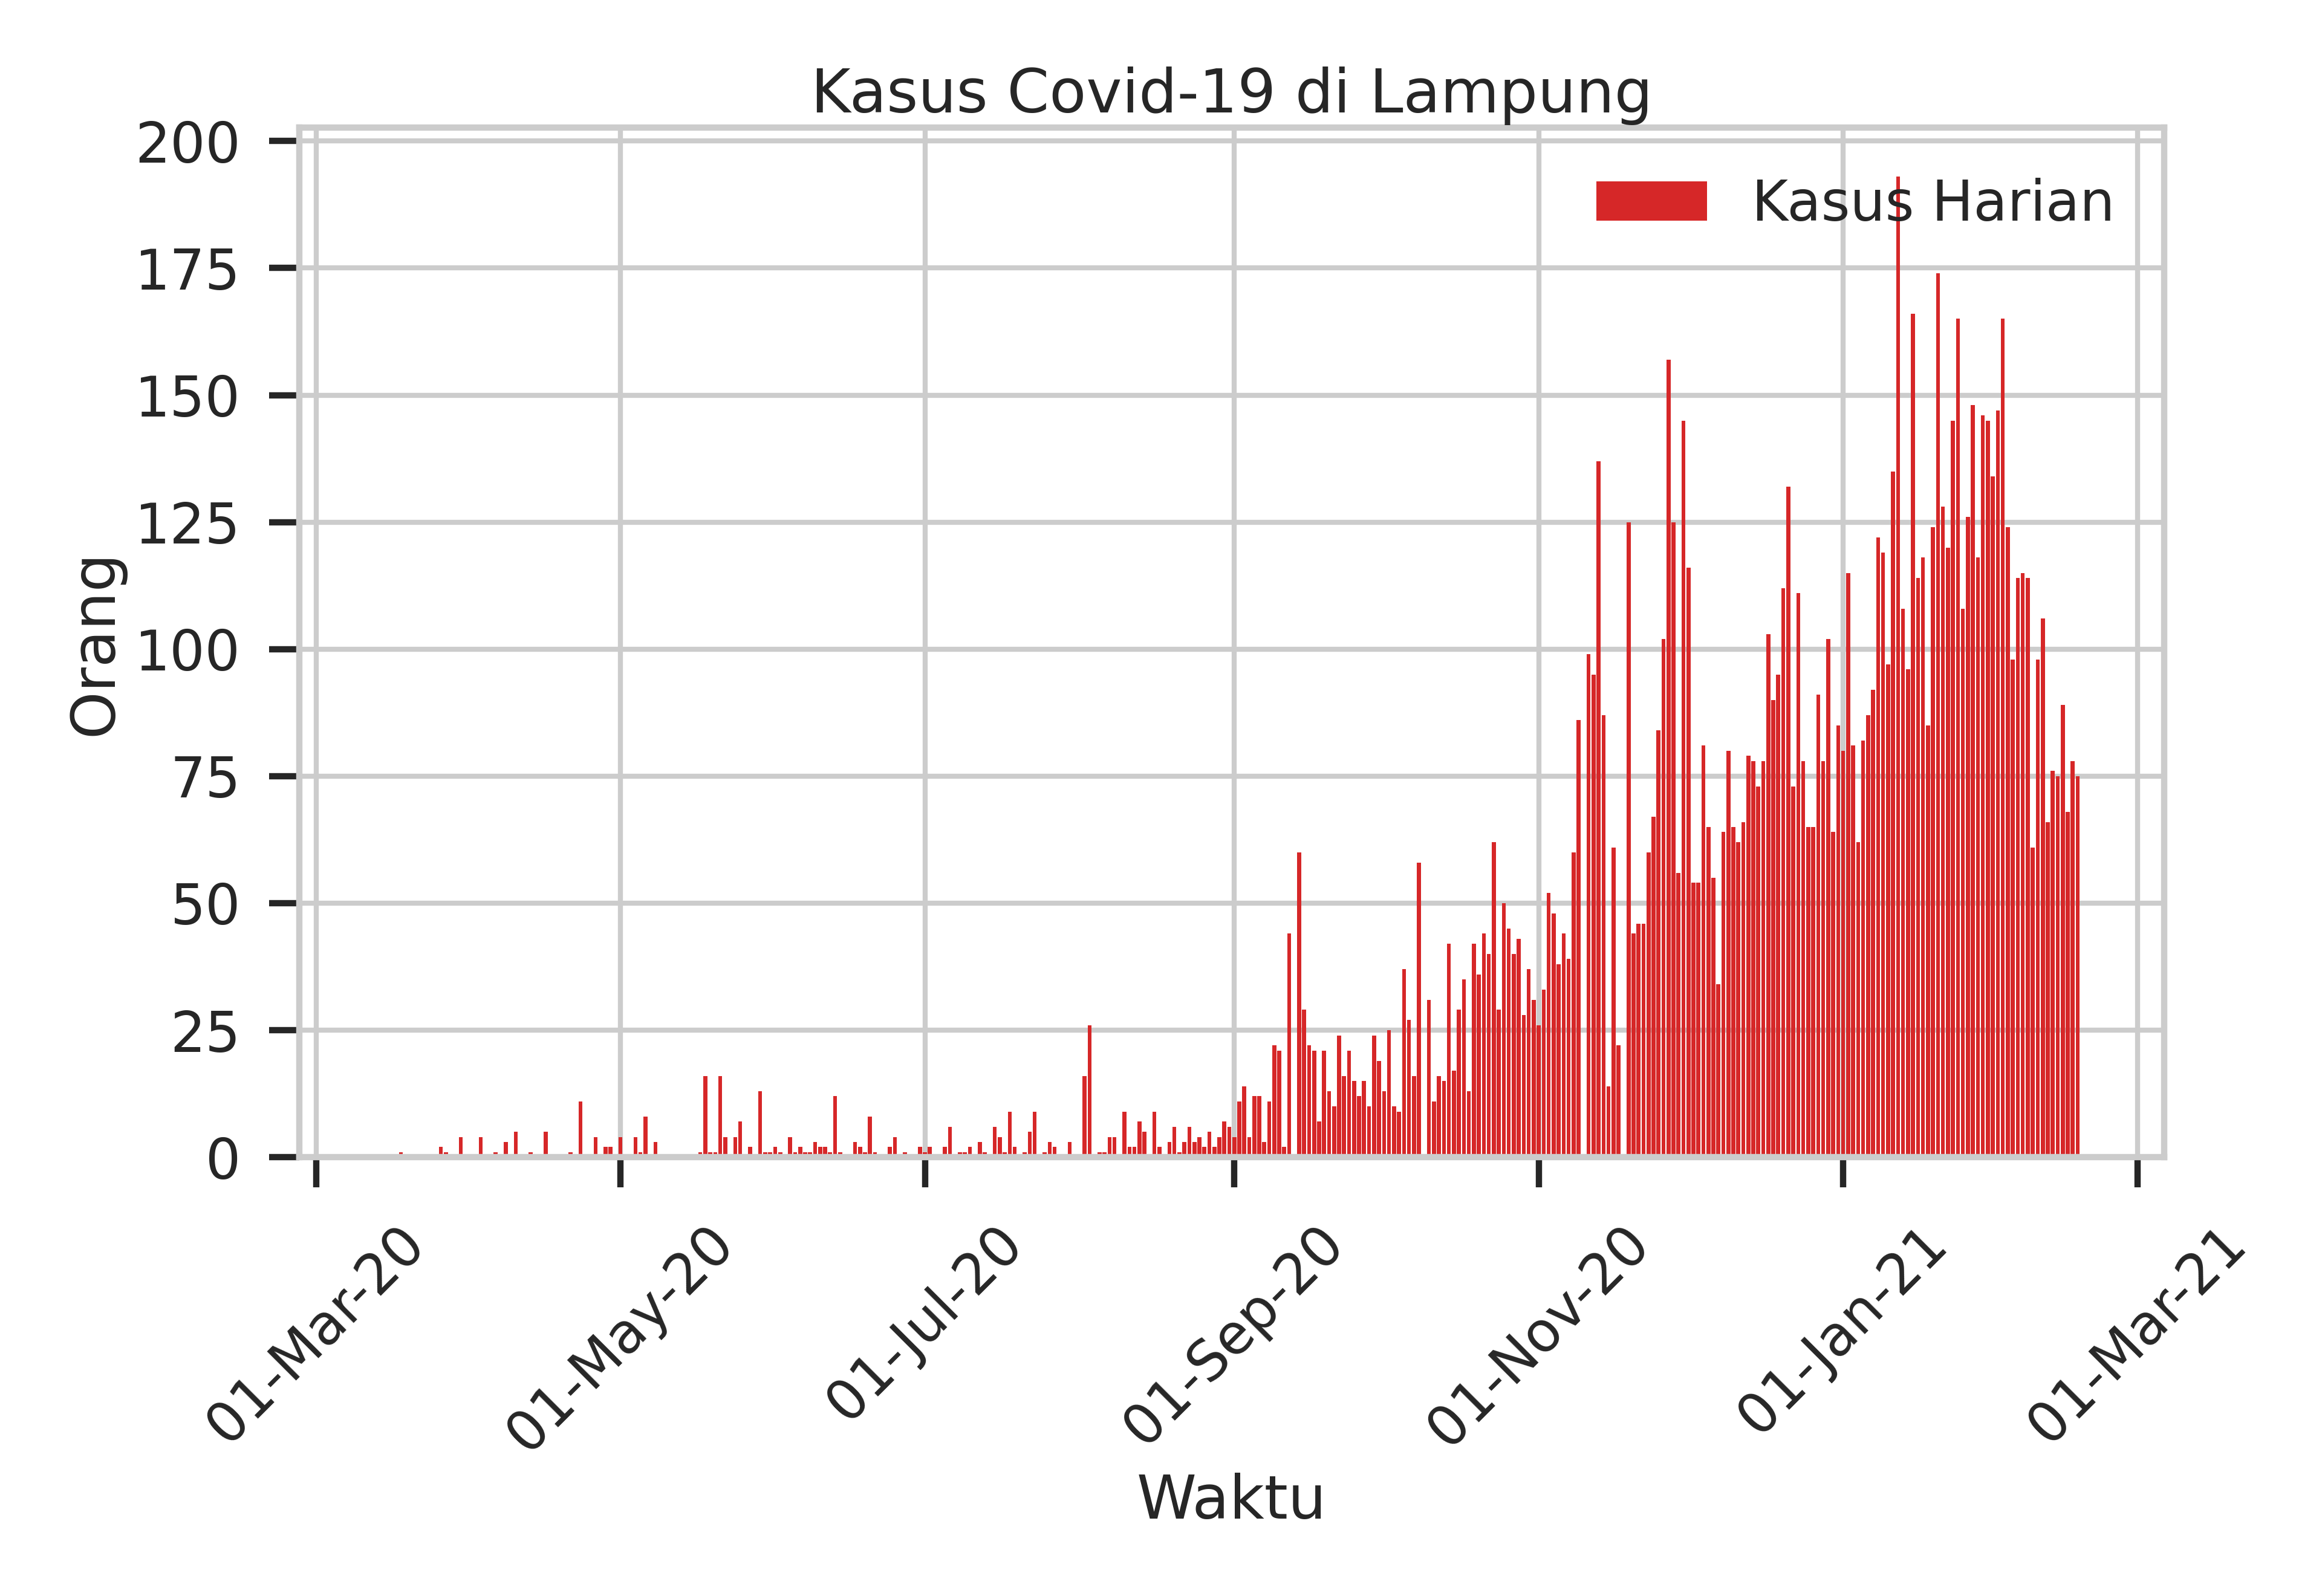 Kasus Covid-19 di Lampung
Kasus Harian
Orang
200
175
150
125
100
75
50
25
0
01-Mar-20
01-May-20
01-Jul-20
01-Sep-20
01-Nov-20
01-Jan-21
01-Mar-21
Waktu